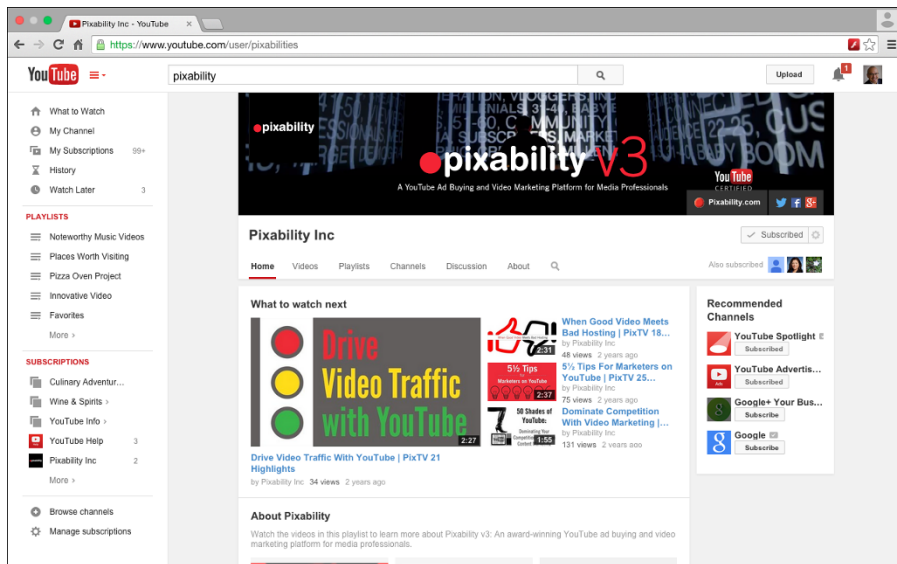 Pixability Inc - YouTube
https://www.youtube.com/user/pixabilities
You Tube
pixability
Upload
1
What to Watch
My Channel
My Subscriptions 99+
History
Watch Later 3
PLAYLISTS
Noteworthy Music Videos
Places Worth Visiting
Pizza Oven Project
Innovative Video
Favorites
More >
SUBSCRIPTIONS
Culinary Adventur...
Wine & Spirits >
YouTube Info >
YouTube Help 3
Pixability Inc 2
More >
Browse channels
Manage subscriptions
pixability
pixability v3
A YouTube Ad Buying and Video Marketing Platform for Media Professionals
You Tube
CERTIFIED
Pixability.com
Pixability Inc
Subscribed
Home Videos Playlists Channels Discussion About
Also subscribed
What to watch next
Drive
Video Traffic
with YouTube
2:27
Drive Video Traffic With YouTube | PixTV 21
Highlights
by Pixability Inc 34 views 2 years ago
2:31
When Good Video Meets
Bad Hosting | PixTV 18...
by Pixability Inc
48 views 2 years ago
5½ Tips
for Marketers on YouTube
2:37
5½ Tips For Marketers on
YouTube | PixTV 25...
by Pixability Inc
75 views 2 years ago
50 Shades of
YouTube:
Dominating Your
1:55
Dominate Competition
With Video Marketing |...
by Pixability Inc
131 views 2 years ago
About Pixability
Watch the videos in this playlist to learn more about Pixability v3: An award-winning YouTube ad buying and video
marketing platform for media professionals.
Recommended
Channels
YouTube Spotlight
Subscribed
YouTube Advertis...
Subscribed
Google+ Your Bus...
Subscribe
Google
Subscribe